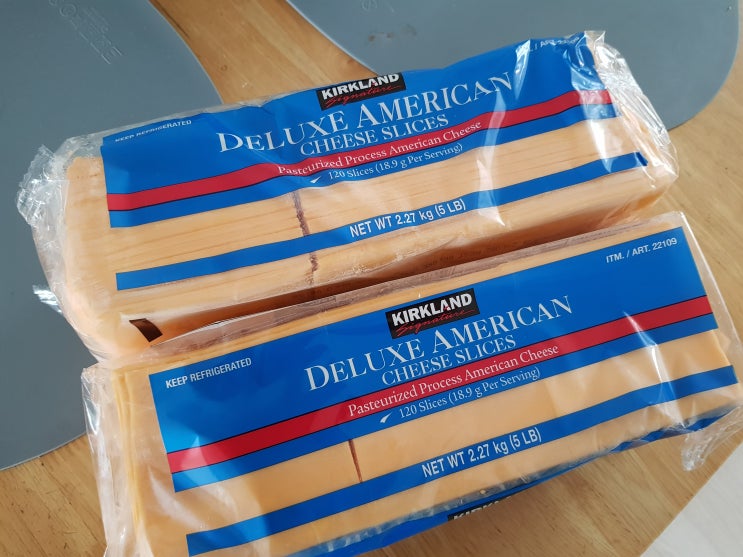 KEEP REFRIGERATED
KIRKLAND
Signature
DELUXE AMERICAN
CHEESE SLICES
Pasteurized Process American Cheese
120 Slices (18.9 g Per Serving)
NET WT 2.27 kg (5 LB)
ITM. / ART. 22109
KEEP REFRIGERATED
KIRKLAND
Signature
DELUXE AMERICAN
CHEESE SLICES
Pasteurized Process American Cheese
120 Slices (18.9 g Per Serving)
NET WT 2.27 kg (5 LB)
KIRKLAND